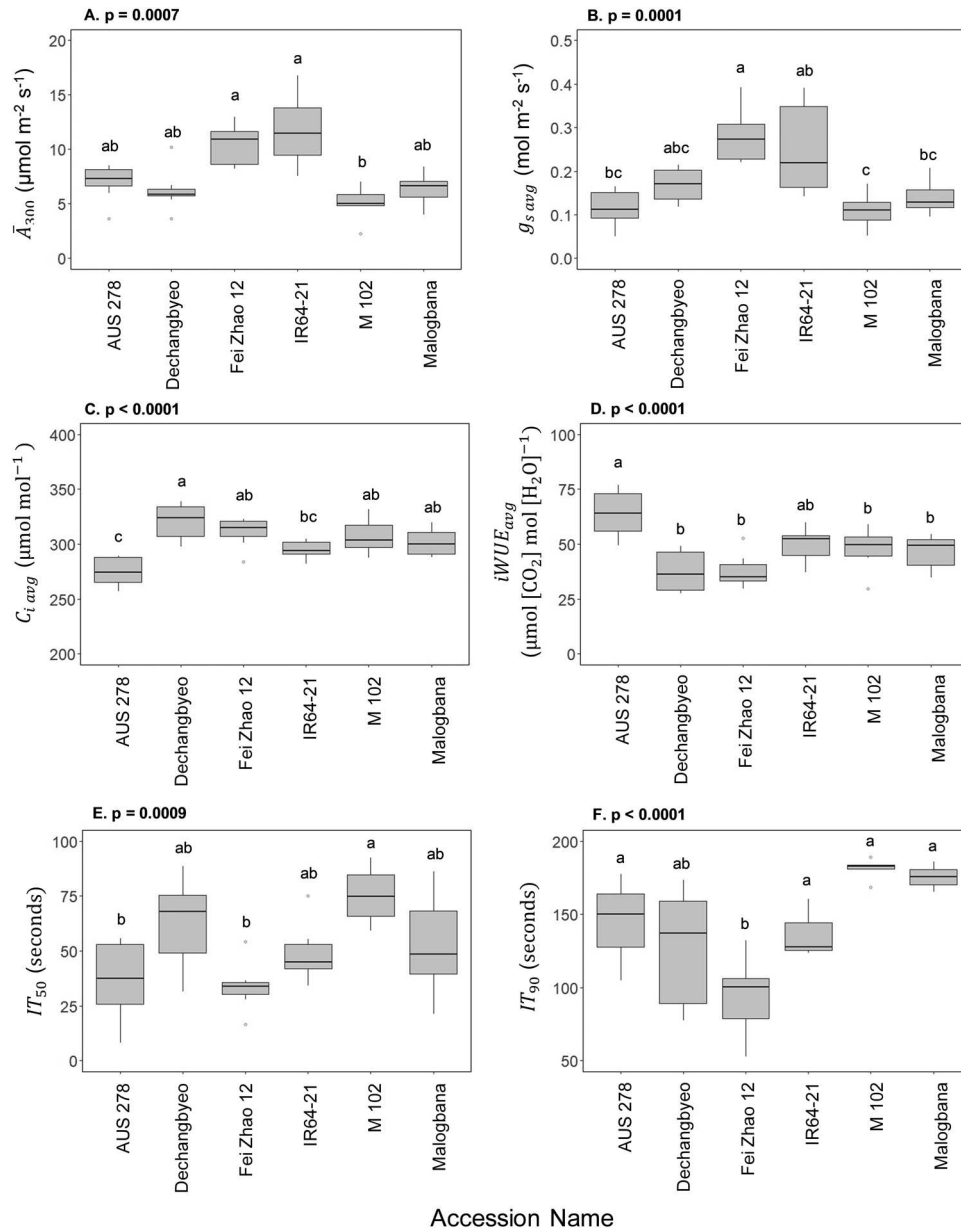 A. p = 0.0007
B. p = 0.0001
Ā₃₀₀ (μmol m⁻² s⁻¹)
20
15
10
5
0
ab
ab
a
a
b
ab
AUS 278
Dechangbyeo
Fei Zhao 12
IR64-21
M 102
Malogbana
g_{s avg} (mol m⁻² s⁻¹)
0.5
0.4
0.3
0.2
0.1
0.0
bc
abc
a
ab
c
bc
AUS 278
Dechangbyeo
Fei Zhao 12
IR64-21
M 102
Malogbana
C. p < 0.0001
D. p < 0.0001
C_{i avg} (μmol mol⁻¹)
400
350
300
250
200
c
a
ab
bc
ab
ab
AUS 278
Dechangbyeo
Fei Zhao 12
IR64-21
M 102
Malogbana
iWUE_{avg}
(μmol [CO₂] mol [H₂O]⁻¹)
100
75
50
25
0
a
b
b
ab
b
b
AUS 278
Dechangbyeo
Fei Zhao 12
IR64-21
M 102
Malogbana
E. p = 0.0009
F. p < 0.0001
IT₅₀ (seconds)
100
75
50
25
0
b
ab
b
ab
a
ab
AUS 278
Dechangbyeo
Fei Zhao 12
IR64-21
M 102
Malogbana
IT₉₀ (seconds)
200
150
100
50
a
ab
b
a
a
a
AUS 278
Dechangbyeo
Fei Zhao 12
IR64-21
M 102
Malogbana
Accession Name